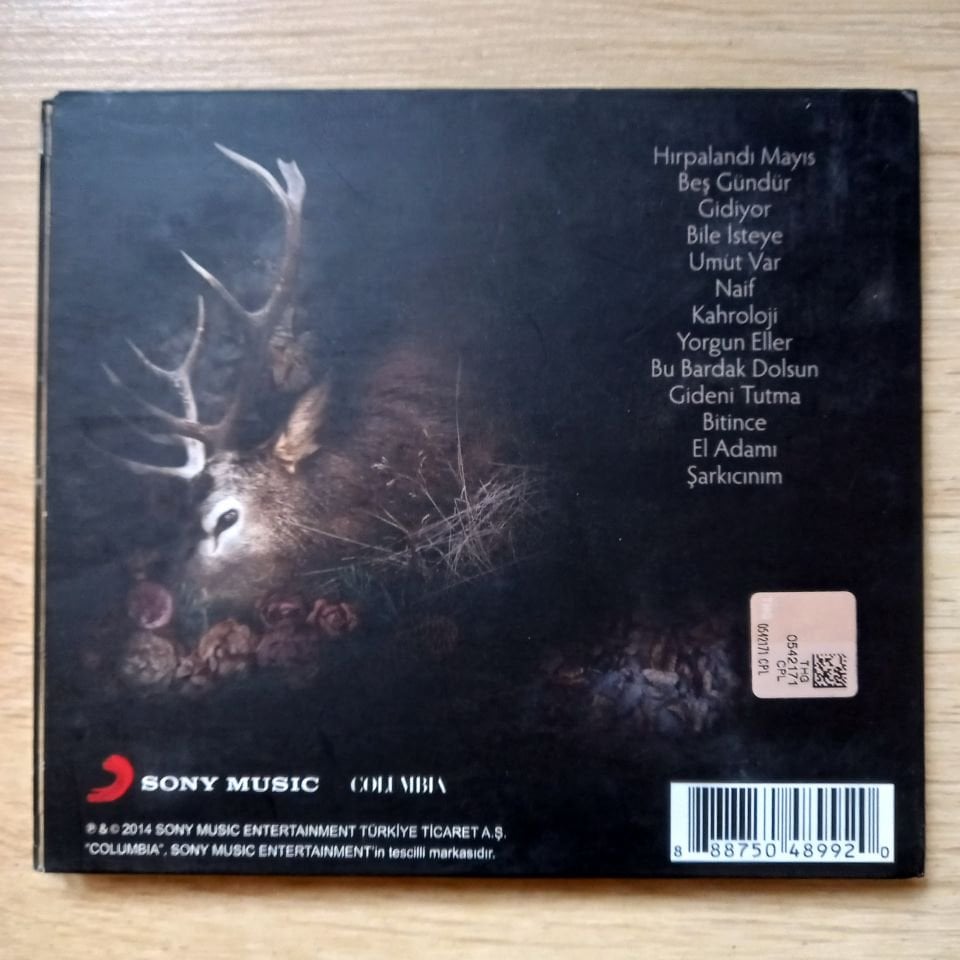 Hırpalandı Mayıs
Beş Gündür
Gidiyor
Bile İsteye
Umut Var
Naif
Kahroloji
Yorgun Eller
Bu Bardak Dolsun
Gideni Tutma
Bitince
El Adamı
Şarkıcınım
0542171 CPL
THG
0542171
CPL
SONY MUSIC COLUMBIA
℗ & © 2014 SONY MUSIC ENTERTAINMENT TÜRKİYE TİCARET A.Ş.
"COLUMBIA", SONY MUSIC ENTERTAINMENT'in tescilli markasıdır.
8 88750 48992 0